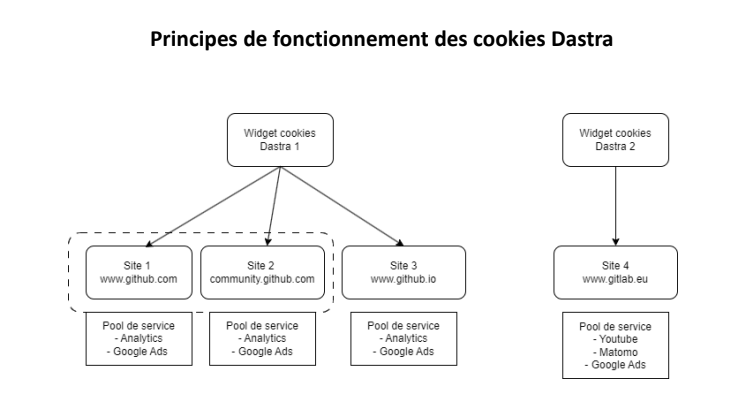 Principes de fonctionnement des cookies Dastra
Widget cookies
Dastra 1
Widget cookies
Dastra 2
Site 1
www.github.com
Site 2
community.github.com
Site 3
www.github.io
Site 4
www.gitlab.eu
Pool de service
- Analytics
- Google Ads
Pool de service
- Analytics
- Google Ads
Pool de service
- Analytics
- Google Ads
Pool de service
- Youtube
- Matomo
- Google Ads